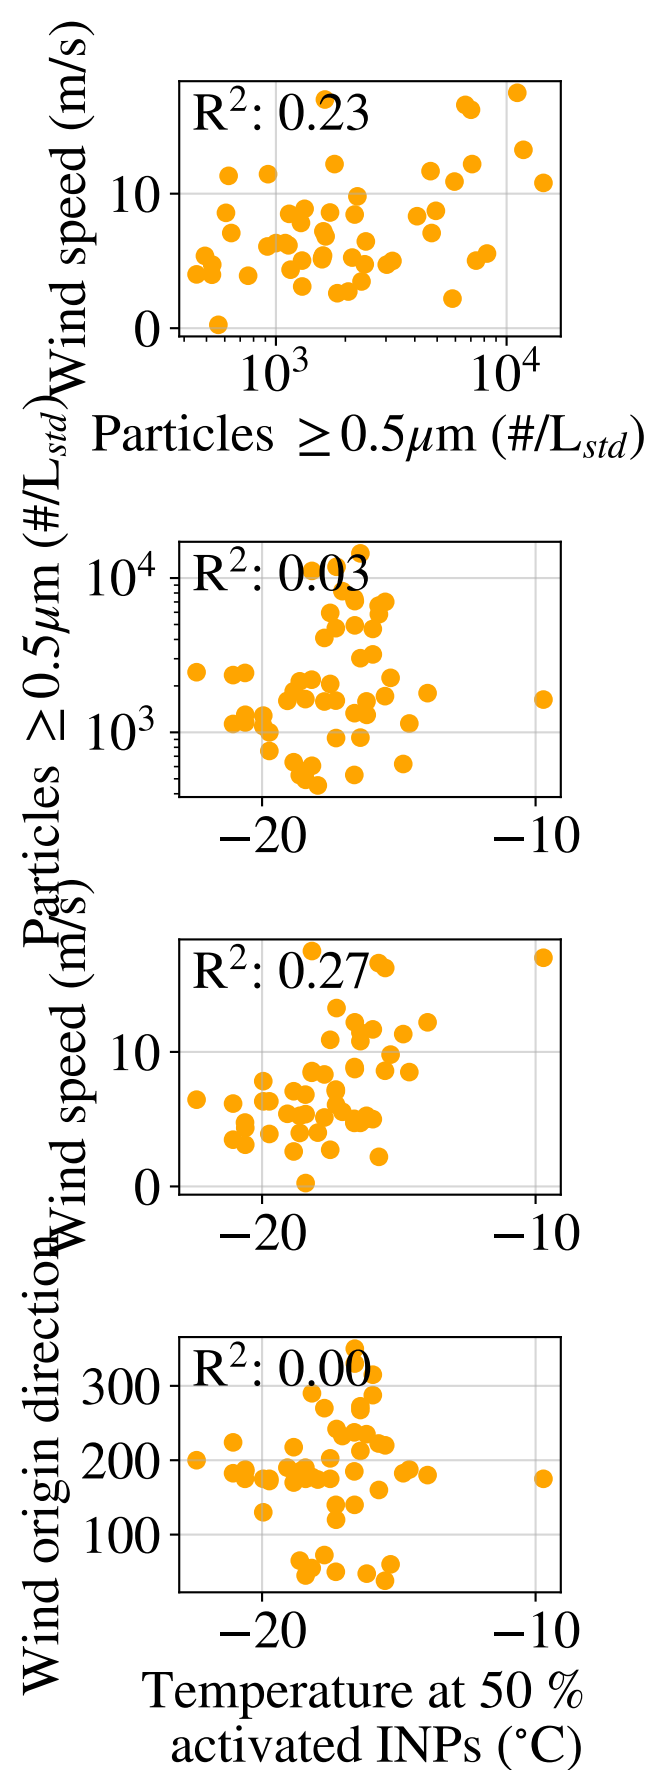 Wind speed (m/s)
R²: 0.23
10
0
10³
10⁴
Particles ≥0.5μm (#/Lstd)
Particles ≥0.5μm (#/Lstd)
R²: 0.03
10⁴
10³
−20
−10
Wind speed (m/s)
R²: 0.27
10
0
−20
−10
Wind origin direction
R²: 0.00
300
200
100
−20
−10
Temperature at 50 %
activated INPs (°C)